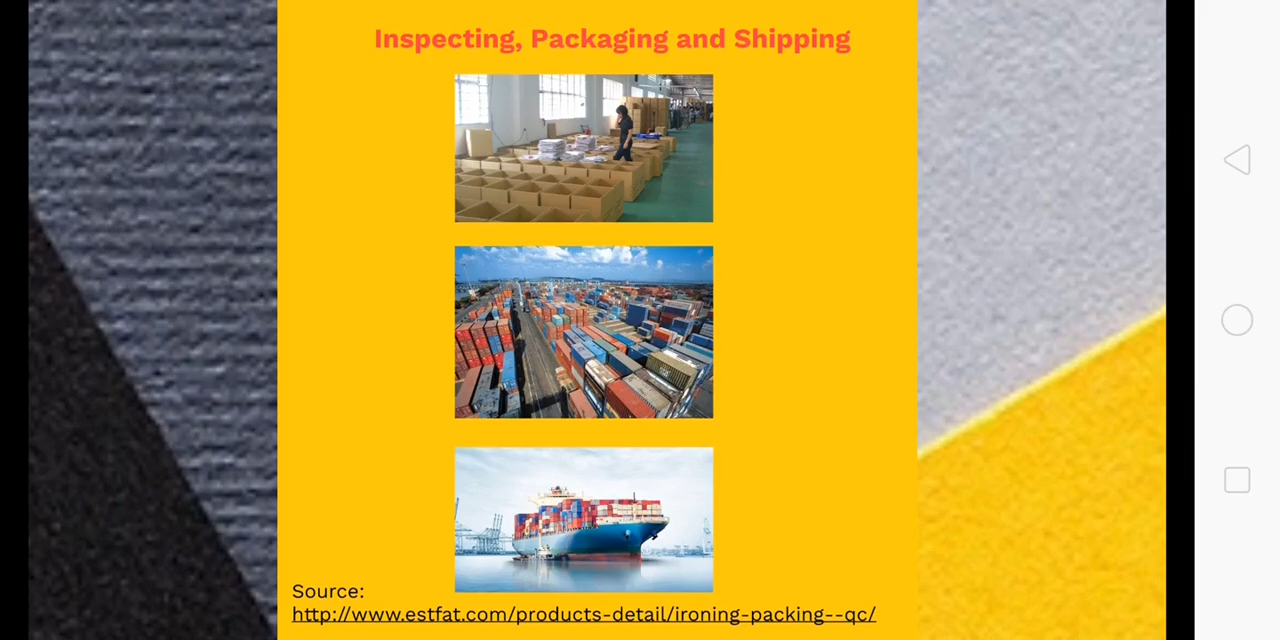 Inspecting, Packaging and Shipping
Source:
http://www.estfat.com/products-detail/ironing-packing--qc/